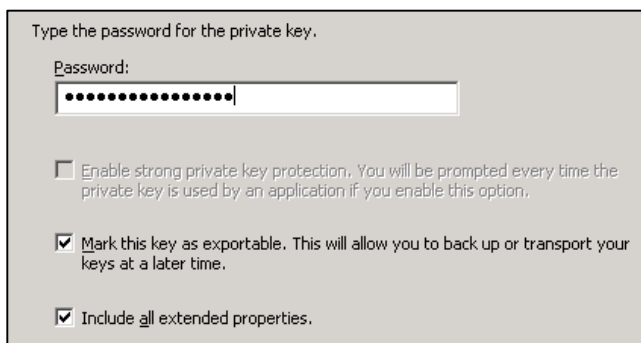 Type the password for the private key.
Password:
●●●●●●●●●●●●●●●●
Enable strong private key protection. You will be prompted every time the
private key is used by an application if you enable this option.
Mark this key as exportable. This will allow you to back up or transport your
keys at a later time.
Include all extended properties.